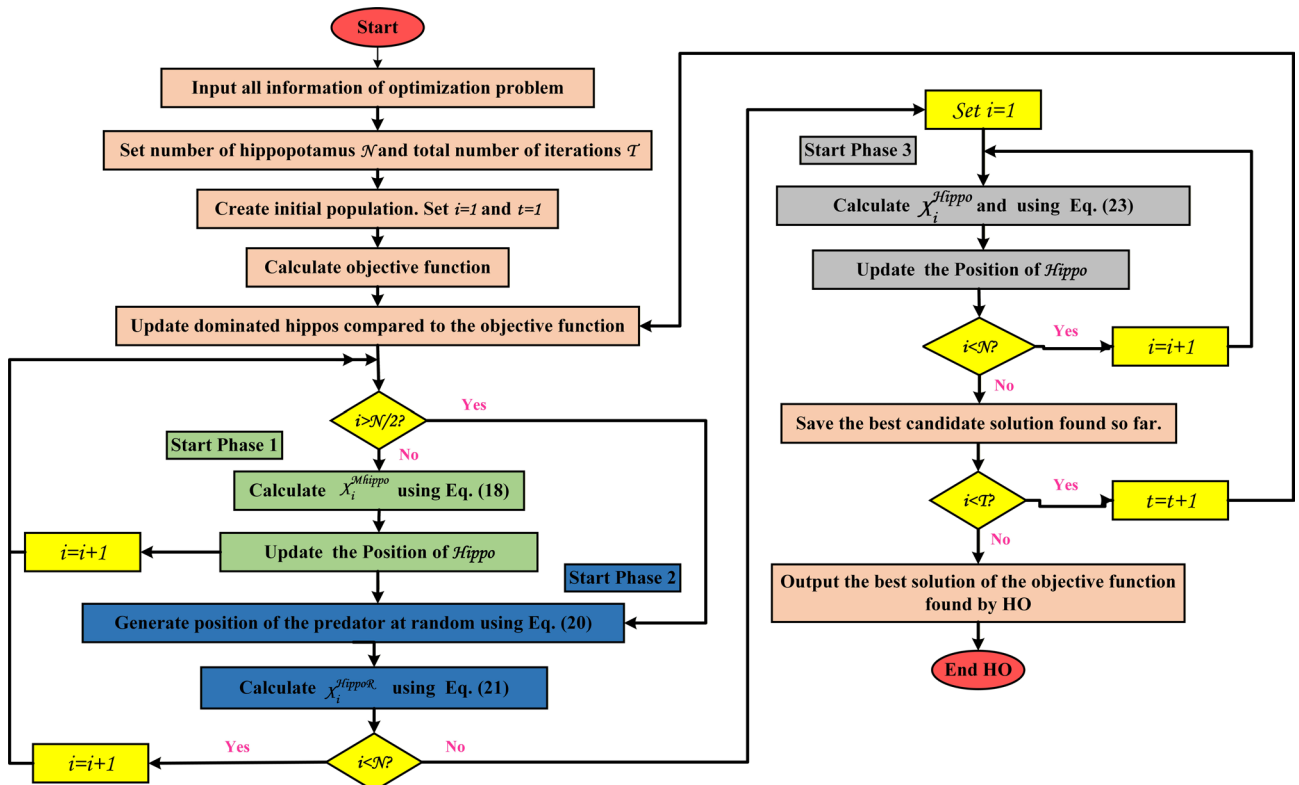 Start
Input all information of optimization problem
Set number of hippopotamus N and total number of iterations T
Create initial population. Set i=1 and t=1
Calculate objective function
Update dominated hippos compared to the objective function
i>N/2?
Yes
No
Start Phase 1
Calculate X_i^Mhippo using Eq. (18)
Update the Position of Hippo
i=i+1
Start Phase 2
Generate position of the predator at random using Eq. (20)
Calculate X_i^HippoR using Eq. (21)
i<N?
Yes
No
i=i+1
Set i=1
Start Phase 3
Calculate X_i^Hippo and using Eq. (23)
Update the Position of Hippo
i<N?
Yes
i=i+1
No
Save the best candidate solution found so far.
i<T?
Yes
t=t+1
No
Output the best solution of the objective function
found by HO
End HO